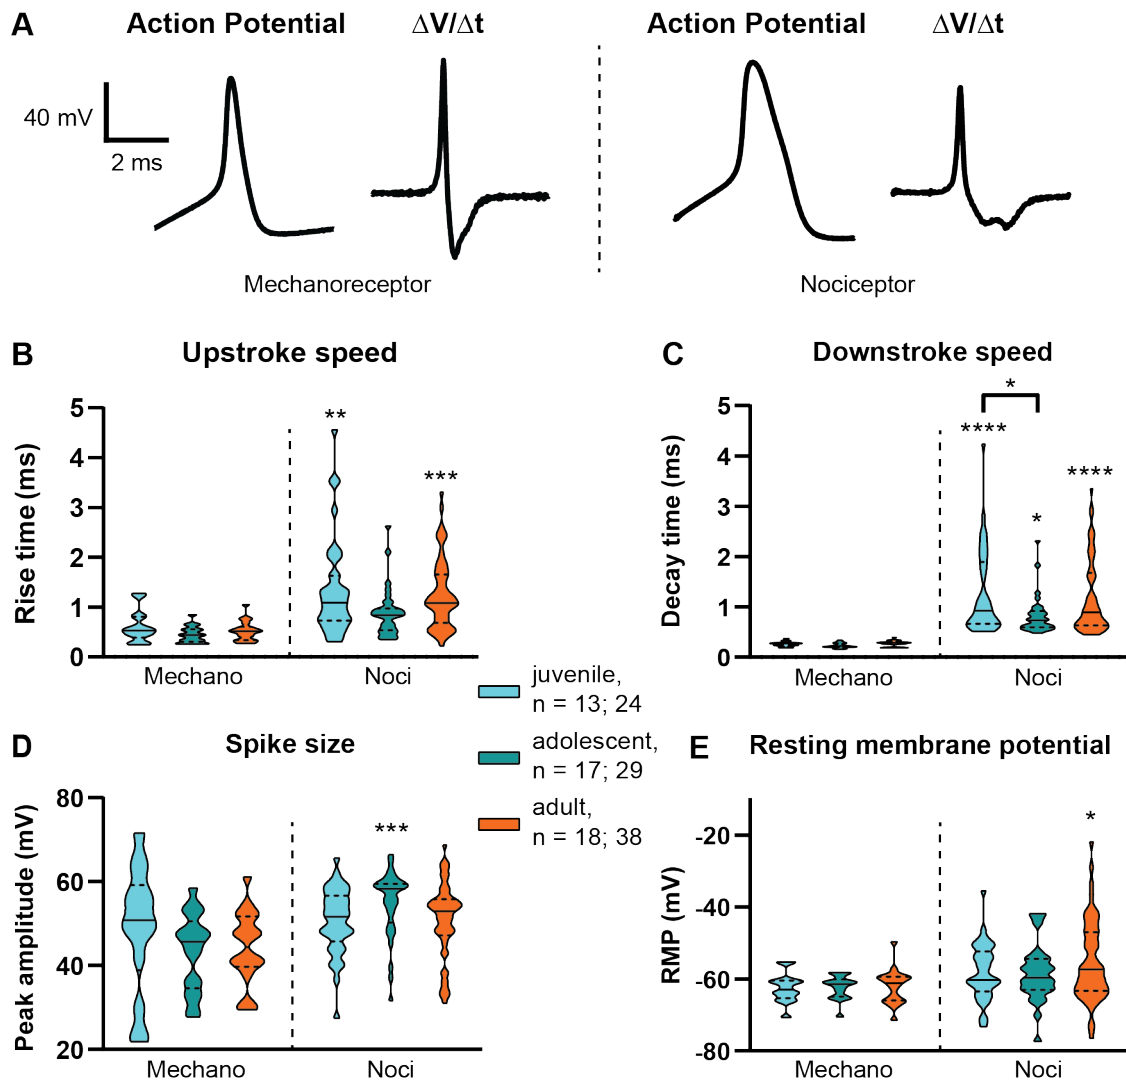 A
Action Potential
ΔV/Δt
Action Potential
ΔV/Δt
40 mV
2 ms
Mechanoreceptor
Nociceptor
B
Upstroke speed
Rise time (ms)
5
4
3
2
1
0
**
***
Mechano
Noci
C
Downstroke speed
Decay time (ms)
5
4
3
2
1
0
*
****
*
****
Mechano
Noci
juvenile,
n = 13; 24
adolescent,
n = 17; 29
adult,
n = 18; 38
D
Spike size
Peak amplitude (mV)
80
60
40
20
***
Mechano
Noci
E
Resting membrane potential
RMP (mV)
-20
-40
-60
-80
*
Mechano
Noci